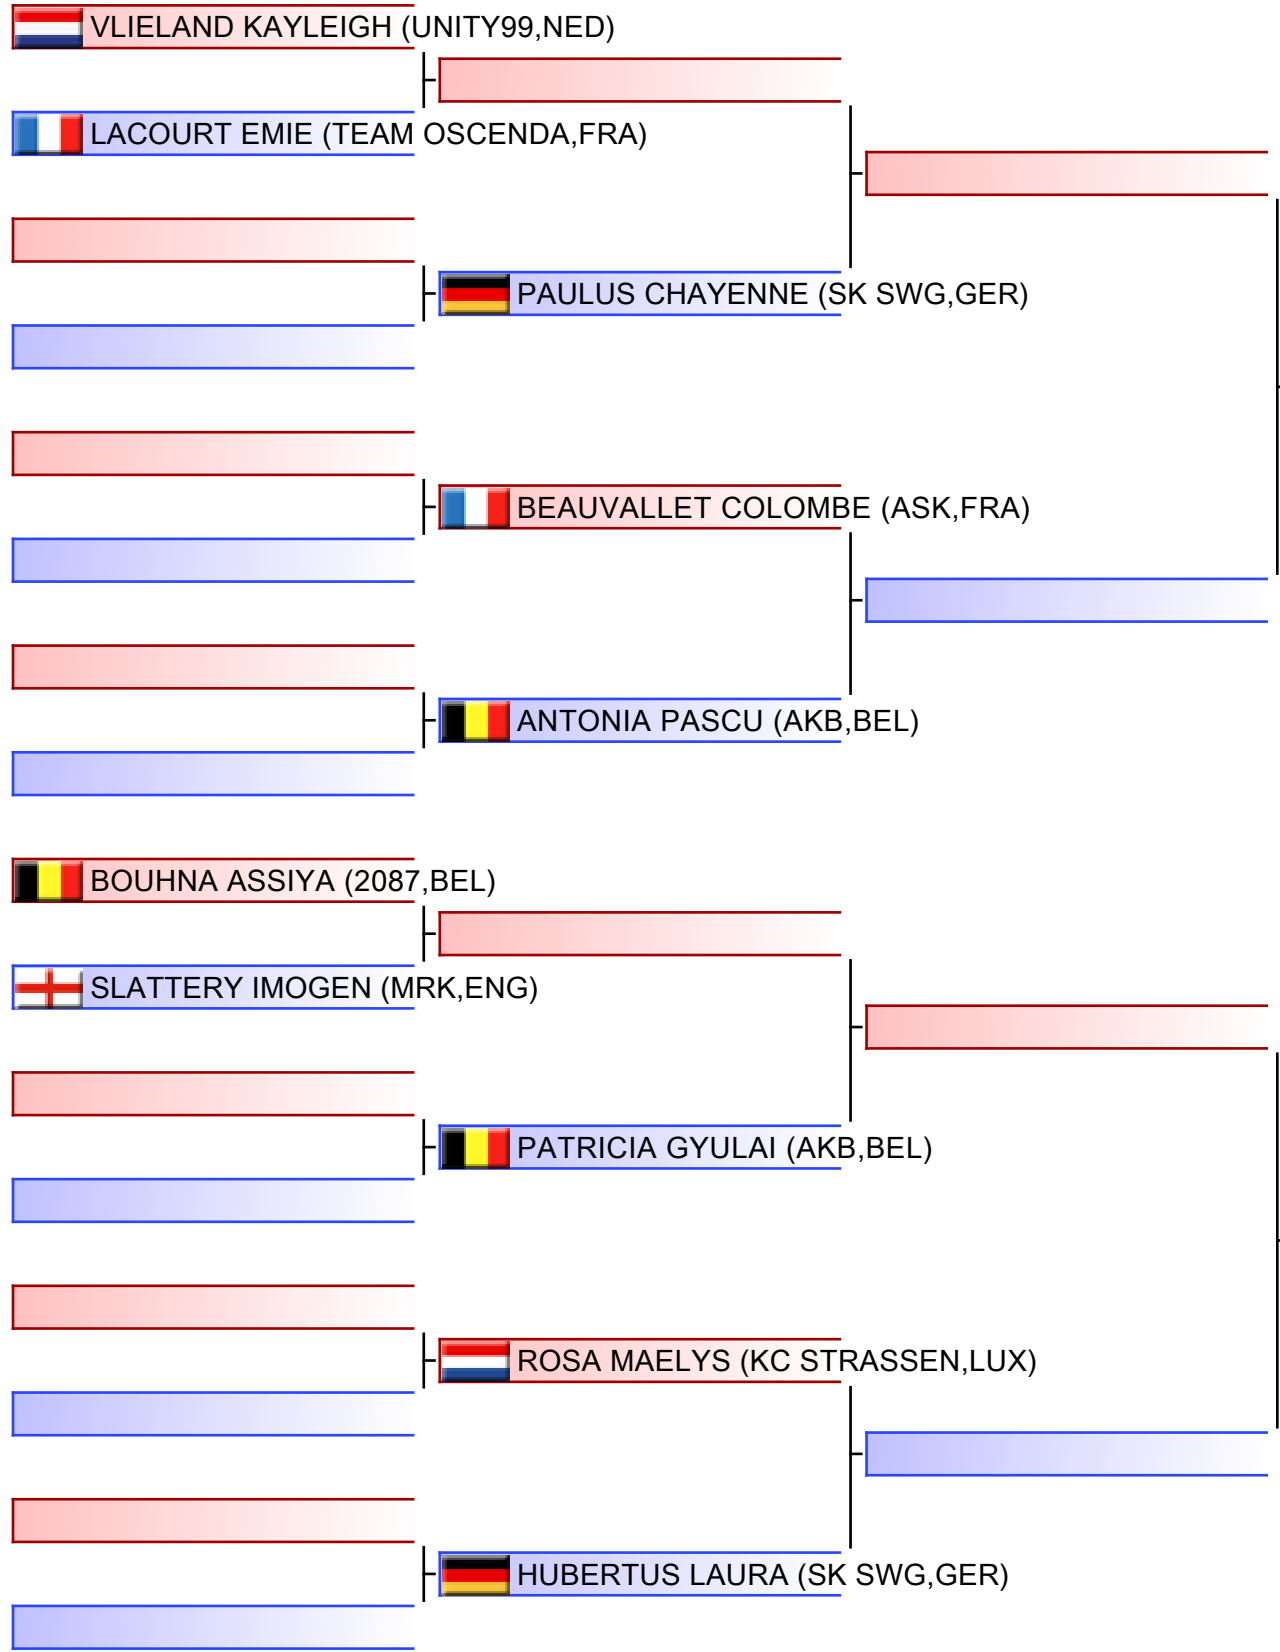 VLIELAND KAYLEIGH (UNITY99,NED)
LACOURT EMIE (TEAM OSCENDA,FRA)
PAULUS CHAYENNE (SK SWG,GER)
BEAUVALLET COLOMBE (ASK,FRA)
ANTONIA PASCU (AKB,BEL)
BOUHNA ASSIYA (2087,BEL)
SLATTERY IMOGEN (MRK,ENG)
PATRICIA GYULAI (AKB,BEL)
ROSA MAELYS (KC STRASSEN,LUX)
HUBERTUS LAURA (SK SWG,GER)